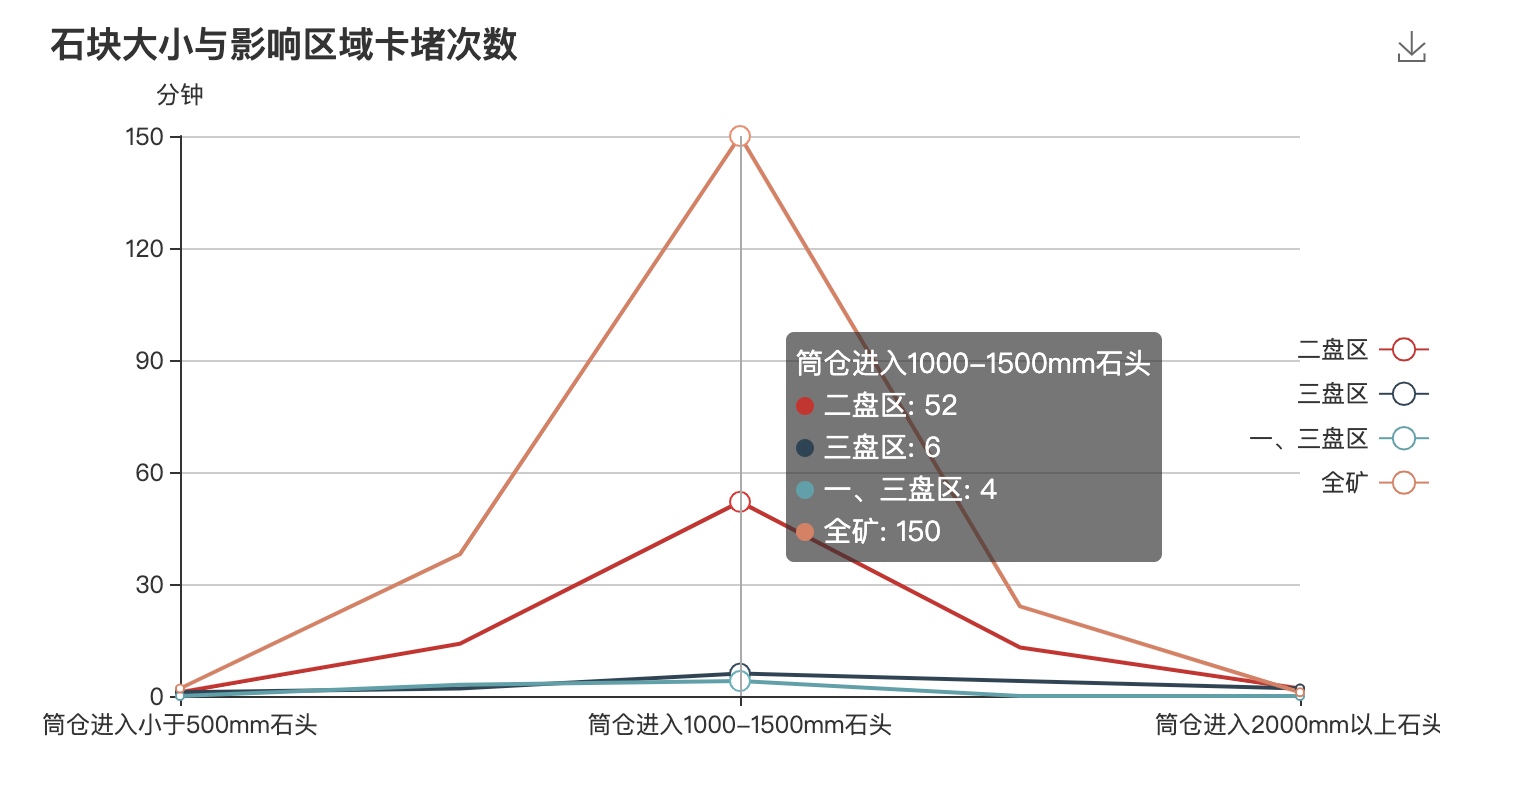 石块大小与影响区域卡堵次数
分钟
150
120
90
60
30
0
筒仓进入小于500mm石头
筒仓进入1000-1500mm石头
筒仓进入2000mm以上石头
筒仓进入1000-1500mm石头
二盘区: 52
三盘区: 6
一、三盘区: 4
全矿: 150
二盘区
三盘区
一、三盘区
全矿